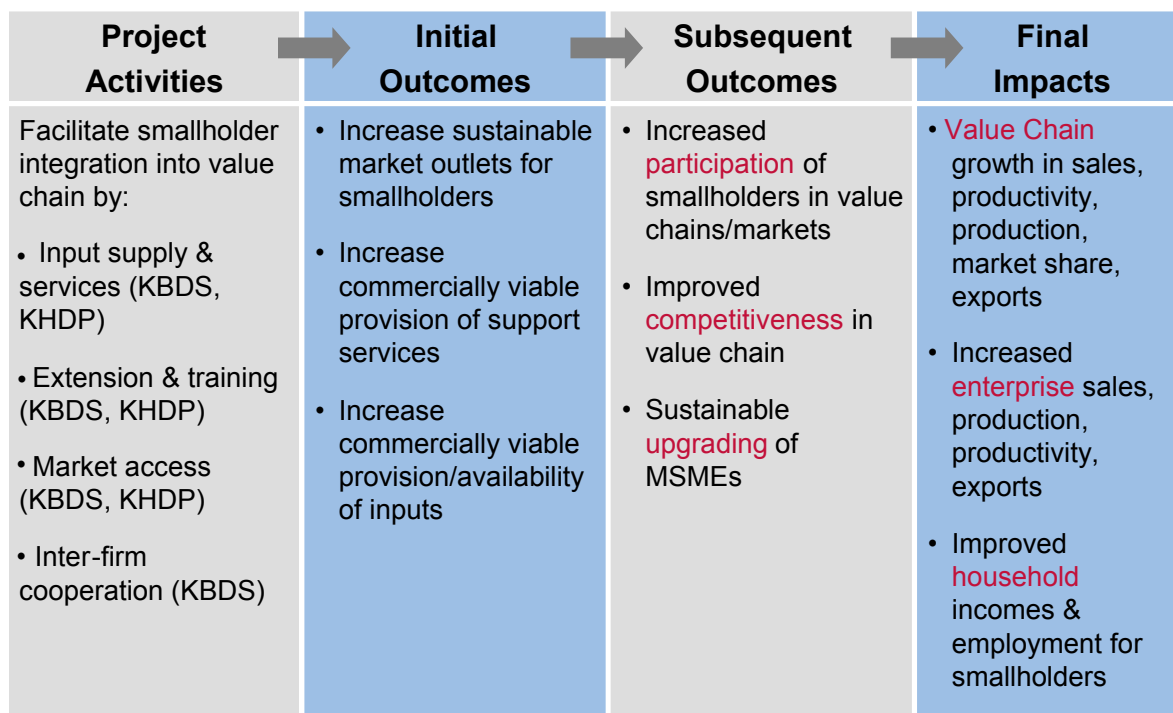 Project
Activities
Initial
Outcomes
Subsequent
Outcomes
Final
Impacts
Facilitate smallholder
integration into value
chain by:
• Input supply &
services (KBDS,
KHDP)
• Extension & training
(KBDS, KHDP)
• Market access
(KBDS, KHDP)
• Inter-firm
cooperation (KBDS)
• Increase sustainable
market outlets for
smallholders
• Increase
commercially viable
provision of support
services
• Increase
commercially viable
provision/availability
of inputs
• Increased
participation of
smallholders in value
chains/markets
• Improved
competitiveness in
value chain
• Sustainable
upgrading of
MSMEs
• Value Chain
growth in sales,
productivity,
production,
market share,
exports
• Increased
enterprise sales,
production,
productivity,
exports
• Improved
household
incomes &
employment for
smallholders